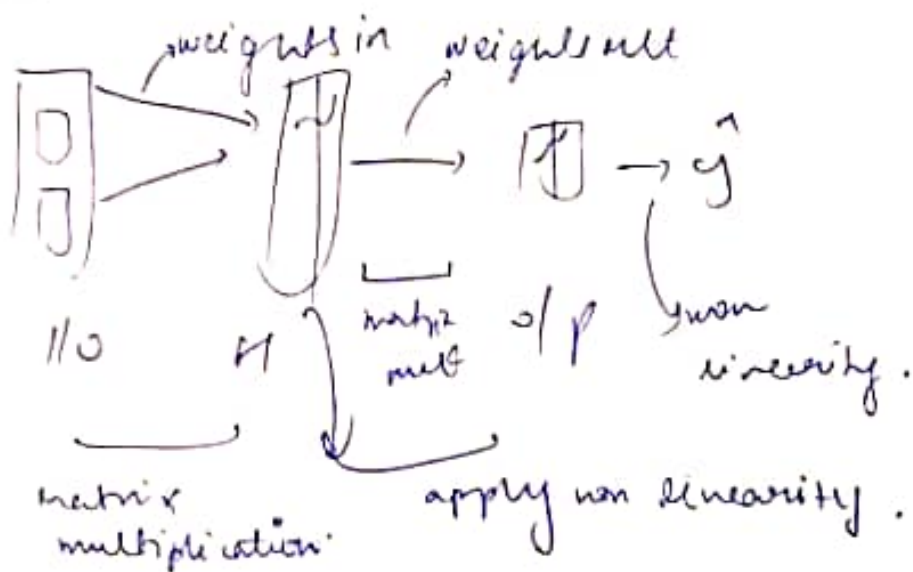 weights in weights out
ŷ
I/O H matrix mult o/p non linearity.
matrix multiplication. apply non linearity.